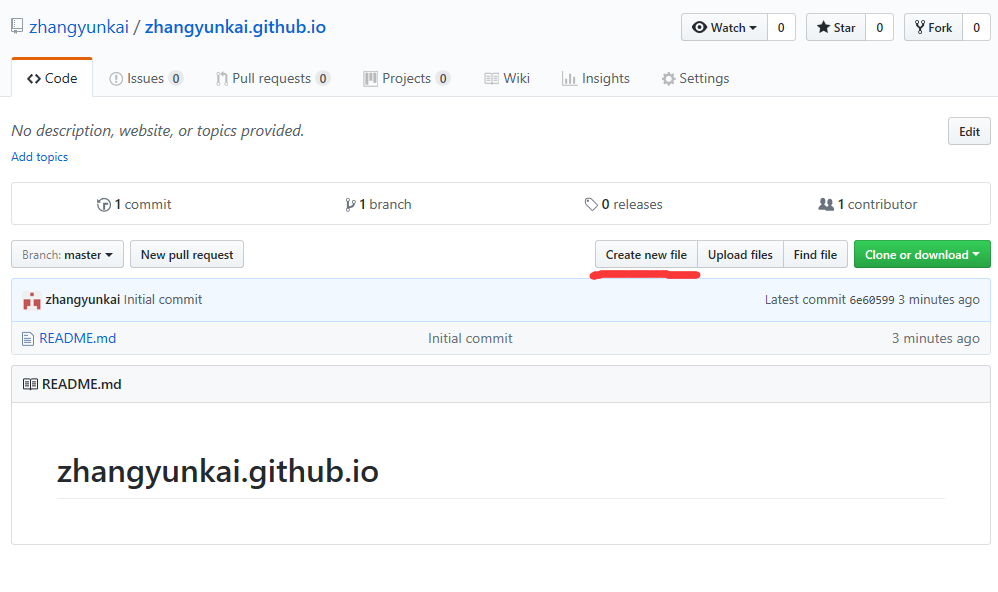 zhangyunkai / zhangyunkai.github.io
Watch 0 Star 0 Fork 0
Code Issues 0 Pull requests 0 Projects 0 Wiki Insights Settings
No description, website, or topics provided.
Edit
Add topics
1 commit 1 branch 0 releases 1 contributor
Branch: master New pull request Create new file Upload files Find file Clone or download
zhangyunkai Initial commit Latest commit 6e60599 3 minutes ago
README.md Initial commit 3 minutes ago
README.md
zhangyunkai.github.io